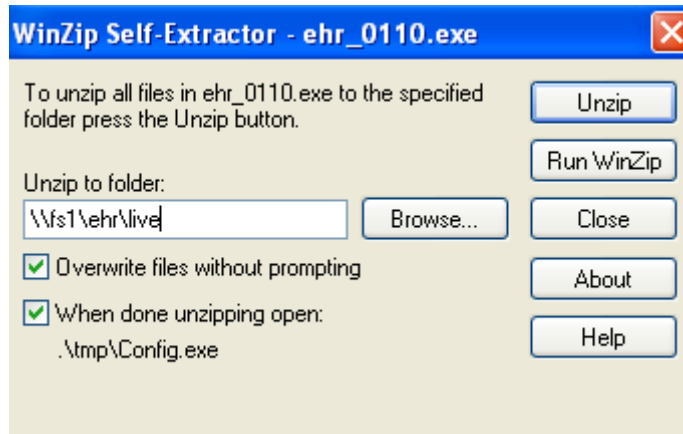 WinZip Self-Extractor - ehr_0110.exe
To unzip all files in ehr_0110.exe to the specified
folder press the Unzip button.
Unzip
Run WinZip
Unzip to folder:
\\fs1\ehr\live
Browse...
Close
Overwrite files without prompting
About
When done unzipping open:
.\tmp\Config.exe
Help